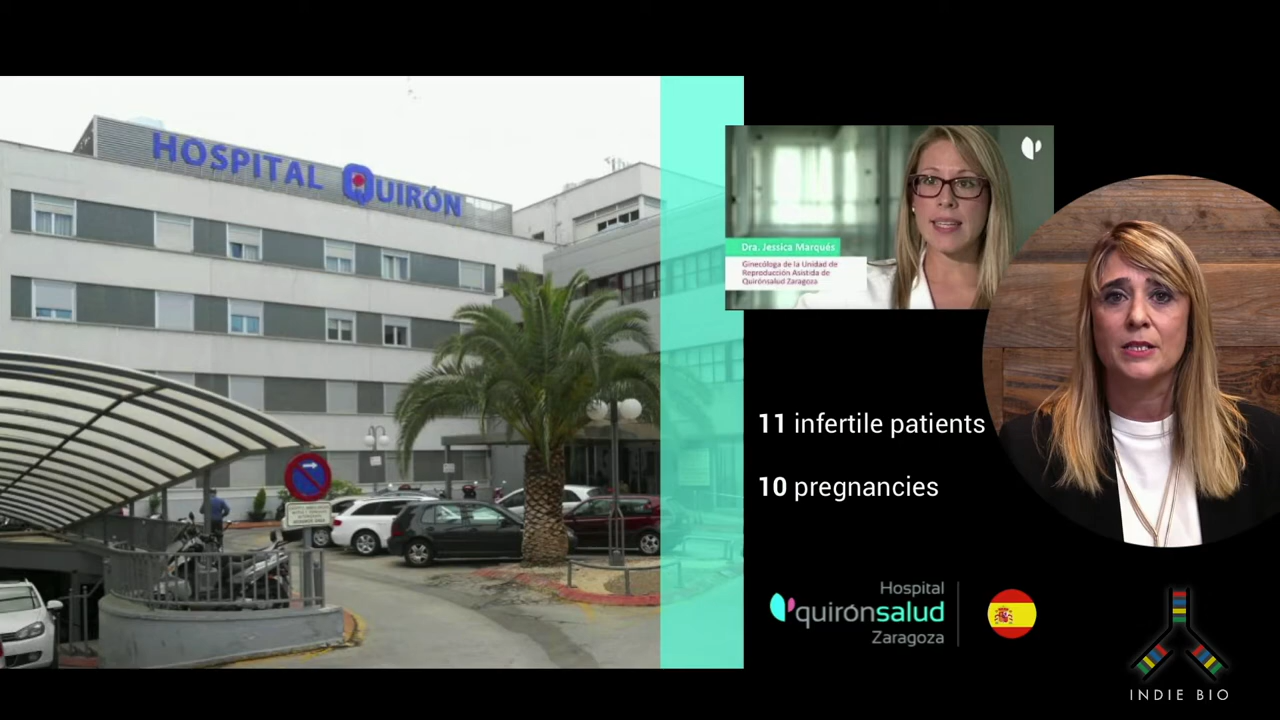 HOSPITAL QUIRÓN
Dra. Jessica Marqués
Ginecóloga de la Unidad de
Reproducción Asistida de
Quirónsalud Zaragoza
11 infertile patients
10 pregnancies
Hospital
quirónsalud
Zaragoza
INDIE BIO